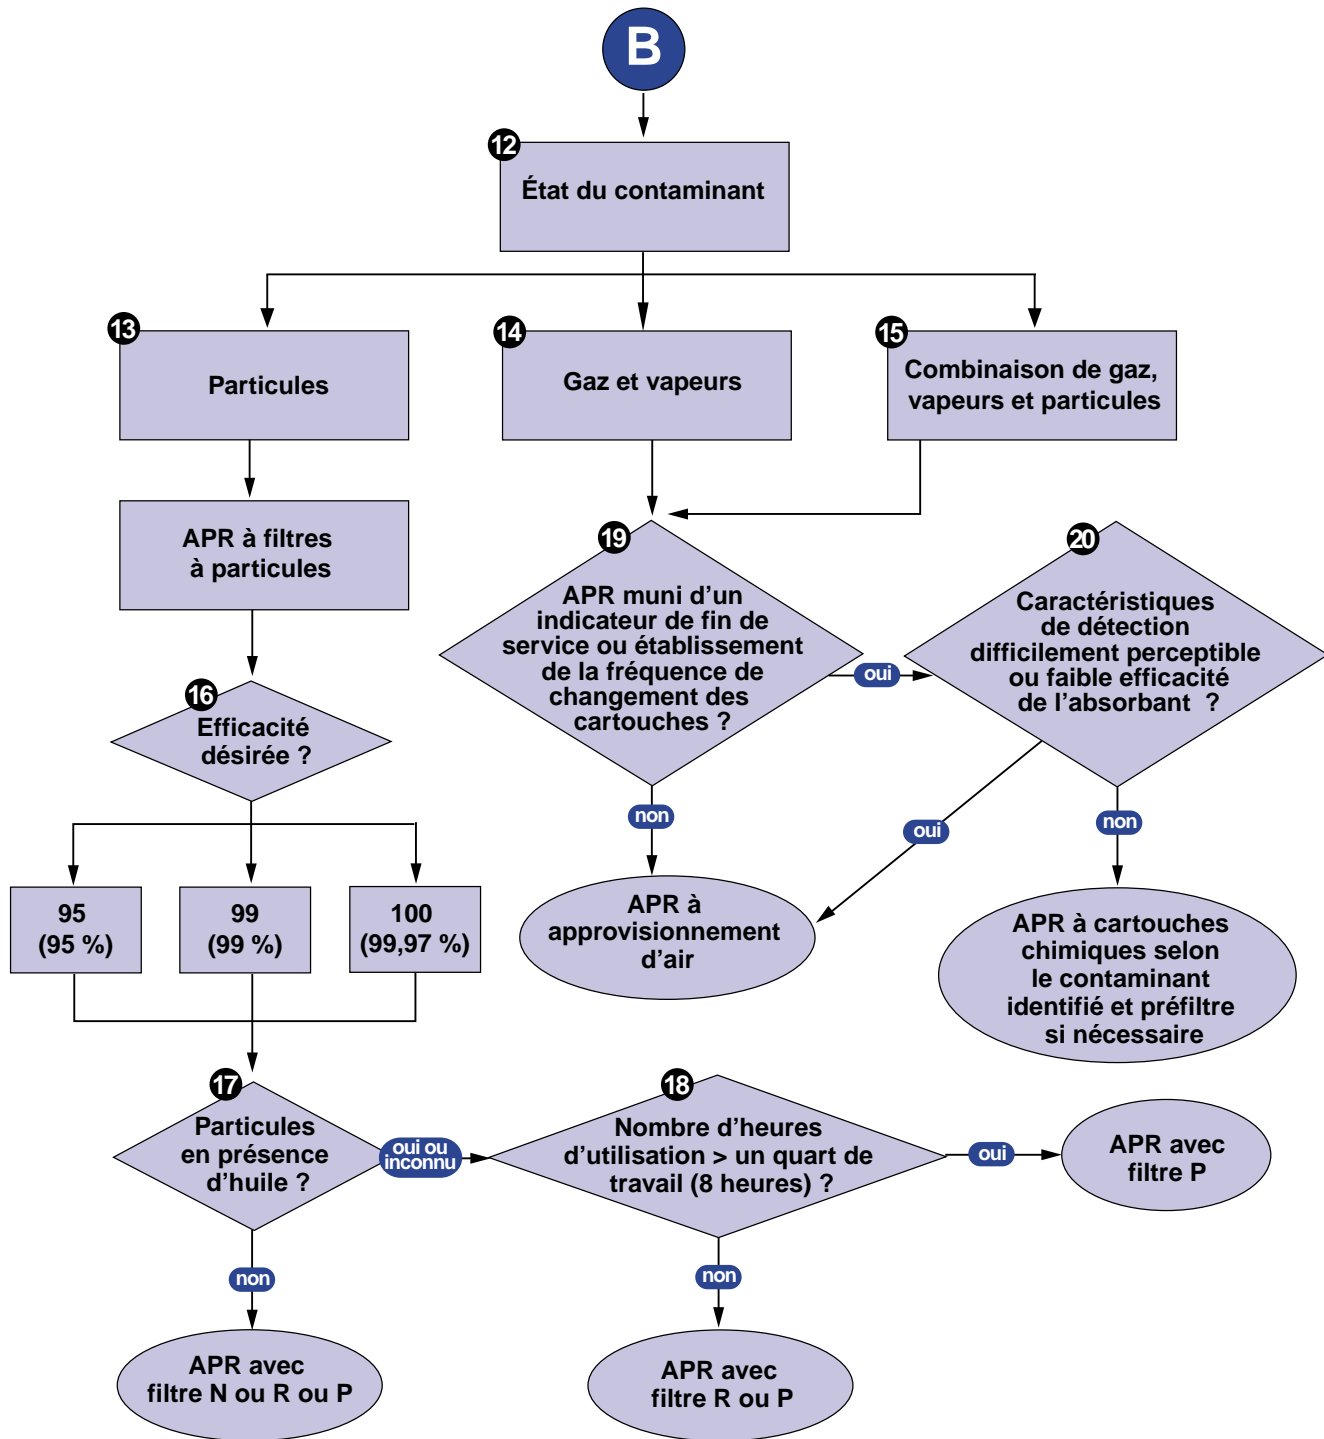 B
12
État du contaminant
13
Particules
14
Gaz et vapeurs
15
Combinaison de gaz,
vapeurs et particules
APR à filtres
à particules
19
APR muni d’un
indicateur de fin de
service ou établissement
de la fréquence de
changement des
cartouches ?
oui
20
Caractéristiques
de détection
difficilement perceptible
ou faible efficacité
de l’absorbant ?
16
Efficacité
désirée ?
non
oui
non
95
(95 %)
99
(99 %)
100
(99,97 %)
APR à
approvisionnement
d’air
APR à cartouches
chimiques selon
le contaminant
identifié et préfiltre
si nécessaire
17
Particules
en présence
d’huile ?
oui ou
inconnu
18
Nombre d’heures
d’utilisation > un quart de
travail (8 heures) ?
oui
APR avec
filtre P
non
non
APR avec
filtre N ou R ou P
APR avec
filtre R ou P